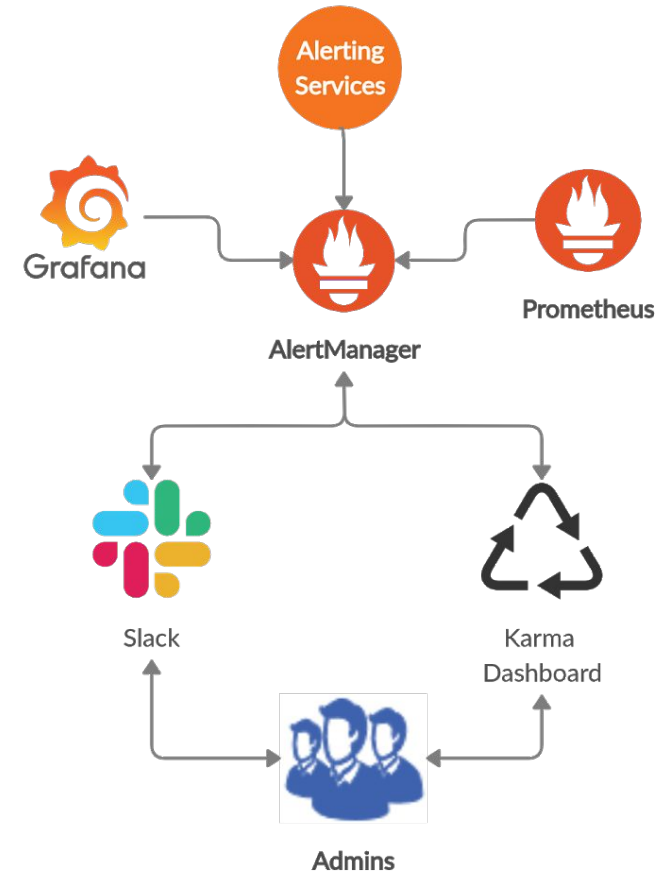 Alerting
Services
Grafana
Prometheus
AlertManager
Slack
Karma
Dashboard
Admins